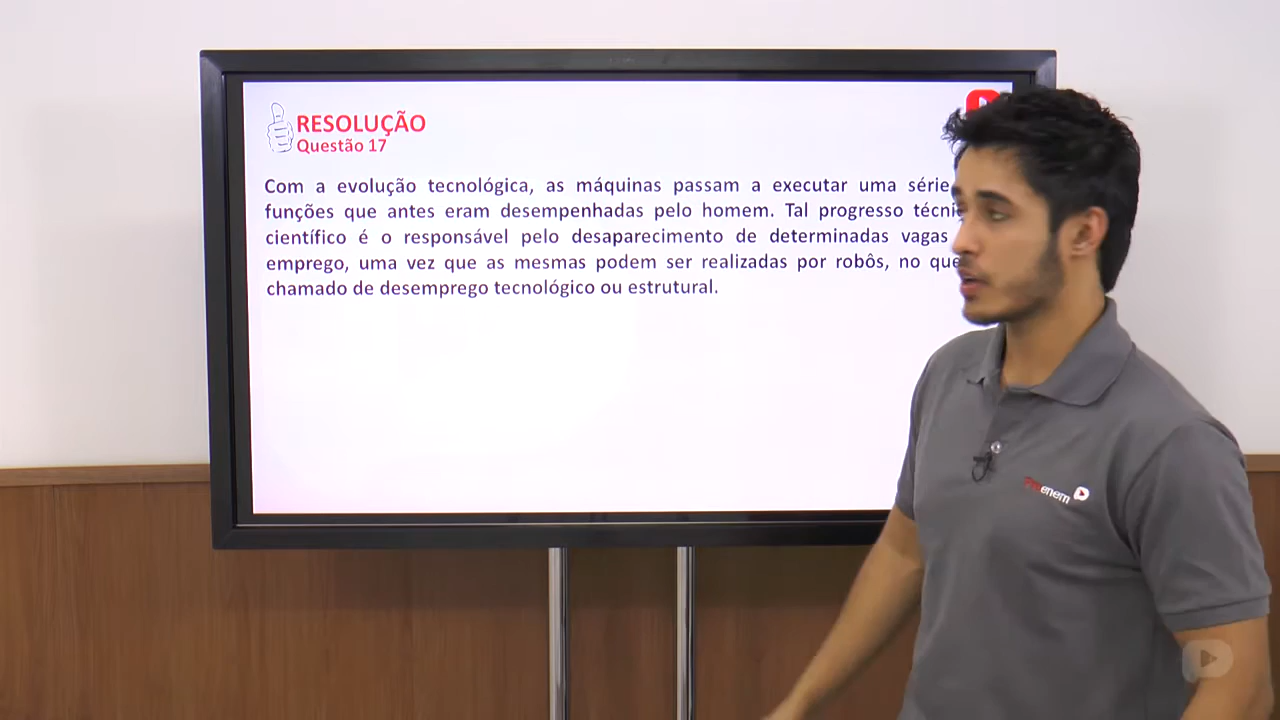 RESOLUÇÃO
Questão 17
Com a evolução tecnológica, as máquinas passam a executar uma série
funções que antes eram desempenhadas pelo homem. Tal progresso
científico é o responsável pelo desaparecimento de determinadas vagas
emprego, uma vez que as mesmas podem ser realizadas por robôs, no
chamado de desemprego tecnológico ou estrutural.
enem